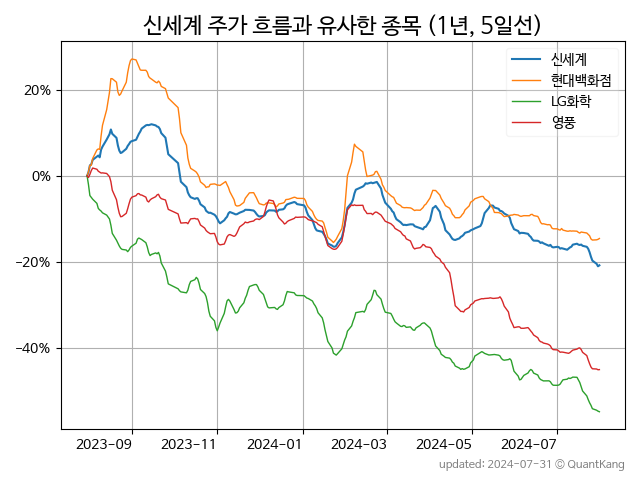 신세계 주가 흐름과 유사한 종목 (1년, 5일선)
신세계
현대백화점
LG화학
영풍
20%
0%
−20%
−40%
2023-09 2023-11 2024-01 2024-03 2024-05 2024-07
updated: 2024-07-31 © QuantKang